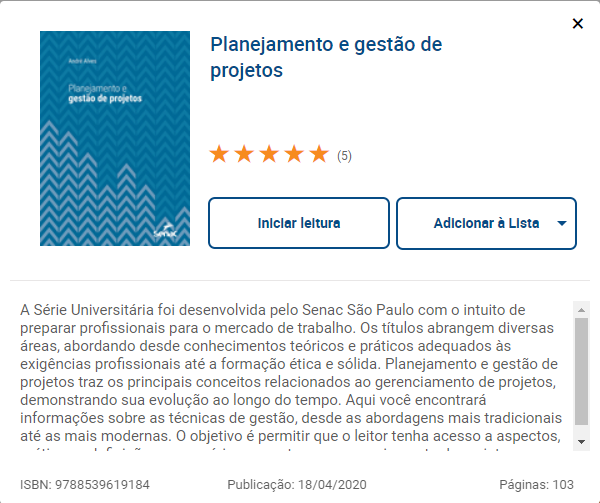 ×
André Alves
Planejamento e
gestão de projetos
Senac
Planejamento e gestão de
projetos
(5)
Iniciar leitura
Adicionar à Lista
A Série Universitária foi desenvolvida pelo Senac São Paulo com o intuito de
preparar profissionais para o mercado de trabalho. Os títulos abrangem diversas
áreas, abordando desde conhecimentos teóricos e práticos adequados às
exigências profissionais até a formação ética e sólida. Planejamento e gestão de
projetos traz os principais conceitos relacionados ao gerenciamento de projetos,
demonstrando sua evolução ao longo do tempo. Aqui você encontrará
informações sobre as técnicas de gestão, desde as abordagens mais tradicionais
até as mais modernas. O objetivo é permitir que o leitor tenha acesso a aspectos,
ISBN: 9788539619184
Publicação: 18/04/2020
Páginas: 103